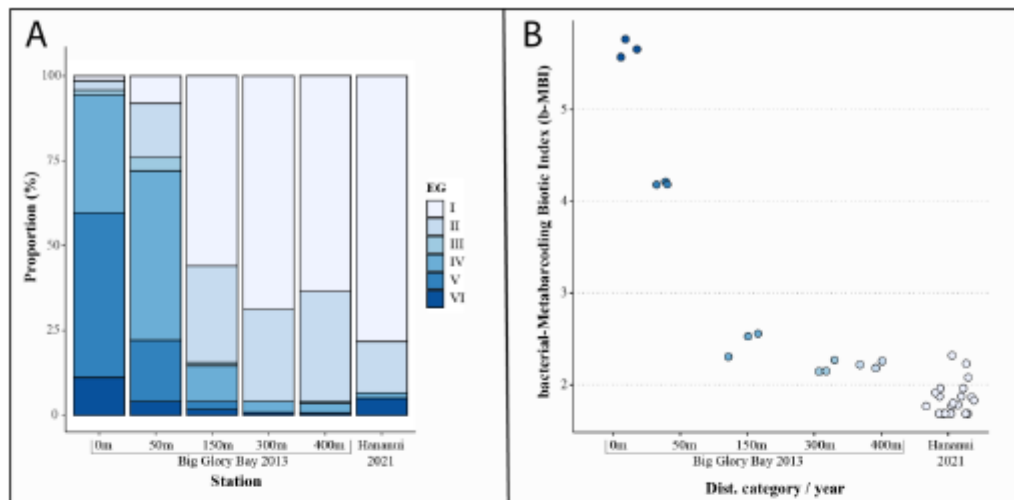 A
Proportion (%)
100
75
50
25
0
0m 50m 150m 300m 400m Hananui
Big Glory Bay 2013 2021
Station
EG
I
II
III
IV
V
VI
B
bacterial-Metabarcoding Biotic Index (b-MBI)
5
4
3
2
0m 50m 150m 300m 400m Hananui
Big Glory Bay 2013 2021
Dist. category / year